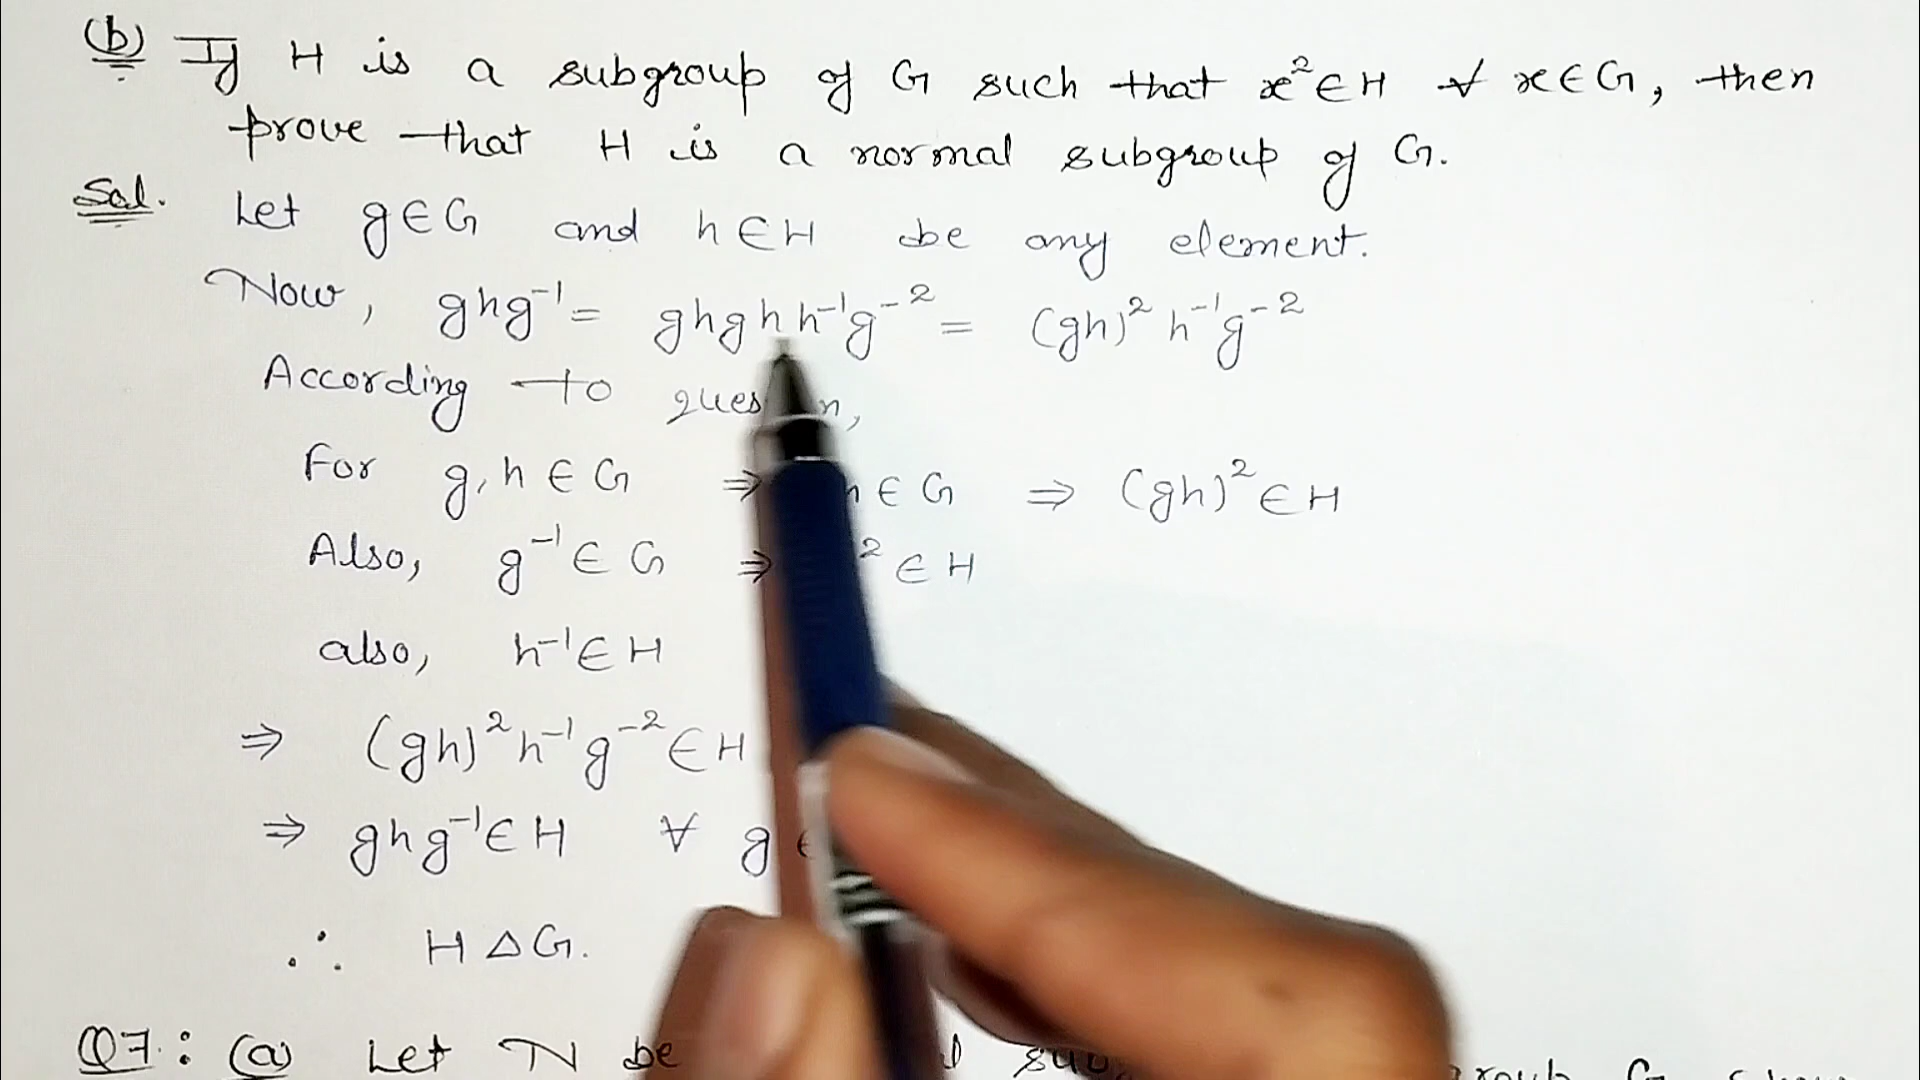 (b) If H is a subgroup of G such that x²∈H ∀ x∈G, then
prove that H is a normal subgroup of G.
Sol. Let g∈G and h∈H be any element.
Now, ghg⁻¹ = ghghh⁻¹g⁻² = (gh)²h⁻¹g⁻²
According to
For g,h ∈ G ⇒ ∈ G ⇒ (gh)²∈H
Also, g⁻¹∈ G ⇒ ² ∈ H
also, h⁻¹∈H
⇒ (gh)²h⁻¹g⁻²∈H
⇒ ghg⁻¹∈H ∀ g ∈
∴ H △ G.
Q7: (a) Let N be G